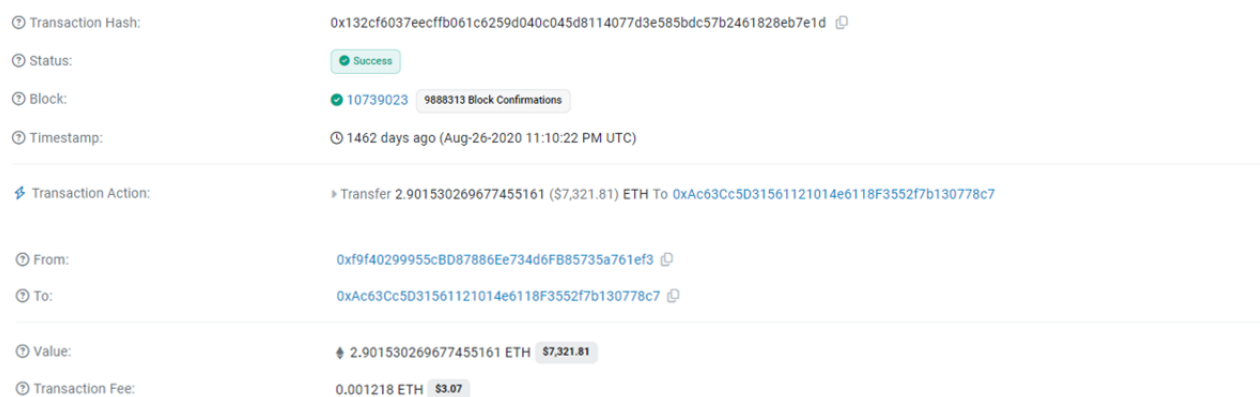 Transaction Hash: 0x132cf6037eecffb061c6259d040c045d8114077d3e585bdc57b2461828eb7e1d
Status: Success
Block: 10739023 9888313 Block Confirmations
Timestamp: 1462 days ago (Aug-26-2020 11:10:22 PM UTC)
Transaction Action: Transfer 2.901530269677455161 ($7,321.81) ETH To 0xAc63Cc5D31561121014e6118F3552f7b130778c7
From: 0xf9f40299955cBD87886Ee734d6FB85735a761ef3
To: 0xAc63Cc5D31561121014e6118F3552f7b130778c7
Value: 2.901530269677455161 ETH $7,321.81
Transaction Fee: 0.001218 ETH $3.07